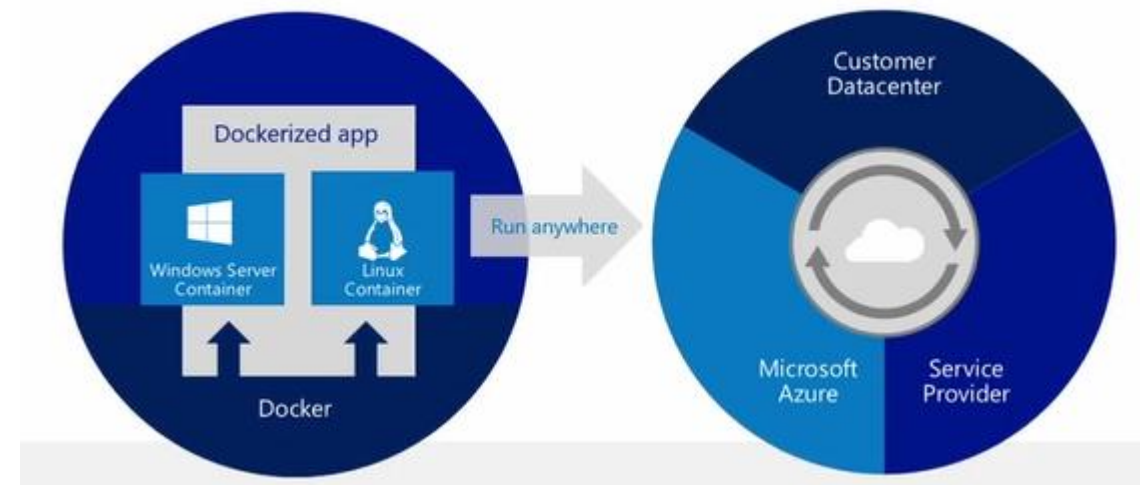 Dockerized app
Windows Server
Container
Linux
Container
Docker
Run anywhere
Customer
Datacenter
Microsoft
Azure
Service
Provider